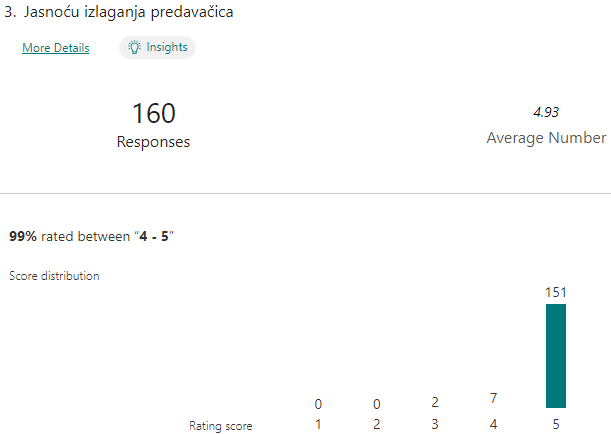 3. Jasnoću izlaganja predavačica
More Details
Insights
160
Responses
4.93
Average Number
99% rated between “4 - 5”
Score distribution
151
0 0 2 7
Rating score 1 2 3 4 5